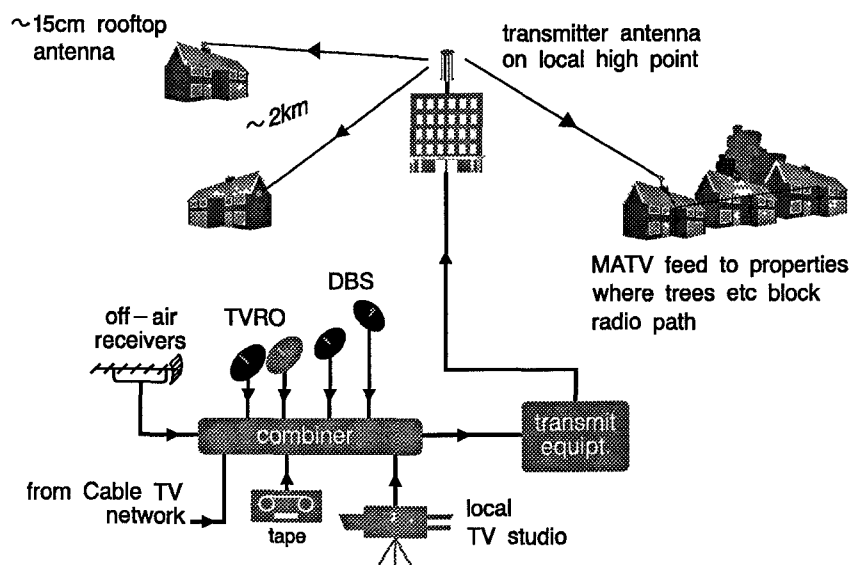 ~15cm rooftop
antenna
transmitter antenna
on local high point
~2km
MATV feed to properties
where trees etc block
radio path
DBS
off-air
receivers
TVRO
combiner
transmit
equipt.
from Cable TV
network
tape
local
TV studio